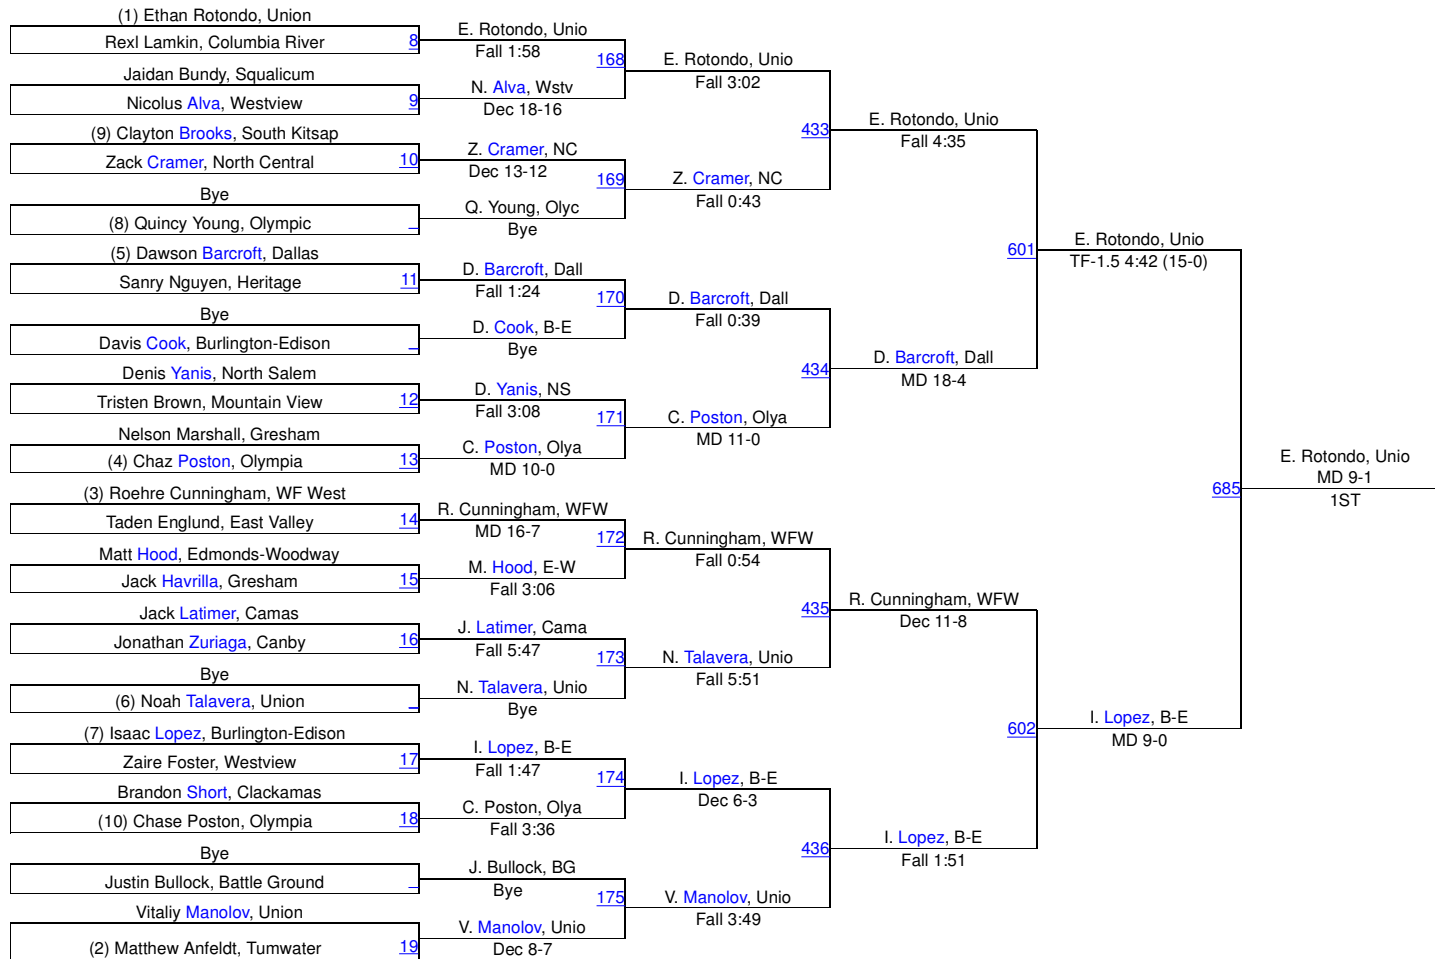 (1) Ethan Rotondo, Union
Rexl Lamkin, Columbia River
8
Jaidan Bundy, Squalicum
Nicolus Alva, Westview
9
(9) Clayton Brooks, South Kitsap
Zack Cramer, North Central
10
Bye
(8) Quincy Young, Olympic
_
(5) Dawson Barcroft, Dallas
Sanry Nguyen, Heritage
11
Bye
Davis Cook, Burlington-Edison
_
Denis Yanis, North Salem
Tristen Brown, Mountain View
12
Nelson Marshall, Gresham
(4) Chaz Poston, Olympia
13
(3) Roehre Cunningham, WF West
Taden Englund, East Valley
14
Matt Hood, Edmonds-Woodway
Jack Havrilla, Gresham
15
Jack Latimer, Camas
Jonathan Zuriaga, Canby
16
Bye
(6) Noah Talavera, Union
_
(7) Isaac Lopez, Burlington-Edison
Zaire Foster, Westview
17
Brandon Short, Clackamas
(10) Chase Poston, Olympia
18
Bye
Justin Bullock, Battle Ground
_
Vitaliy Manolov, Union
(2) Matthew Anfeldt, Tumwater
19
E. Rotondo, Unio
Fall 1:58
168
N. Alva, Wstv
Dec 18-16
Z. Cramer, NC
Dec 13-12
169
Q. Young, Olyc
Bye
D. Barcroft, Dall
Fall 1:24
170
D. Cook, B-E
Bye
D. Yanis, NS
Fall 3:08
171
C. Poston, Olya
MD 10-0
R. Cunningham, WFW
MD 16-7
172
M. Hood, E-W
Fall 3:06
J. Latimer, Cama
Fall 5:47
173
N. Talavera, Unio
Bye
I. Lopez, B-E
Fall 1:47
174
C. Poston, Olya
Fall 3:36
J. Bullock, BG
Bye
175
V. Manolov, Unio
Dec 8-7
E. Rotondo, Unio
Fall 3:02
433
Z. Cramer, NC
Fall 0:43
D. Barcroft, Dall
Fall 0:39
434
C. Poston, Olya
MD 11-0
R. Cunningham, WFW
Fall 0:54
435
N. Talavera, Unio
Fall 5:51
I. Lopez, B-E
Dec 6-3
436
V. Manolov, Unio
Fall 3:49
E. Rotondo, Unio
Fall 4:35
601
D. Barcroft, Dall
MD 18-4
R. Cunningham, WFW
Dec 11-8
602
I. Lopez, B-E
Fall 1:51
E. Rotondo, Unio
TF-1.5 4:42 (15-0)
685
I. Lopez, B-E
MD 9-0
E. Rotondo, Unio
MD 9-1
1ST